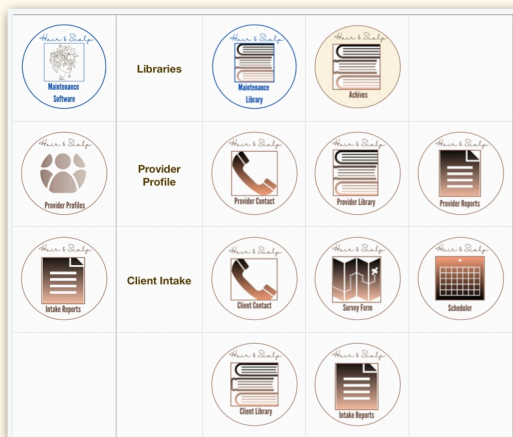 Hair & Scalp
Maintenance
Software
Libraries
Hair & Scalp
Maintenance
Library
Hair & Scalp
Achives
Hair & Scalp
Provider Profiles
Provider
Profile
Hair & Scalp
Provider Contact
Hair & Scalp
Provider Library
Hair & Scalp
Provider Reports
Hair & Scalp
Intake Reports
Client Intake
Hair & Scalp
Client Contact
Hair & Scalp
Survey Form
Hair & Scalp
Scheduler
Hair & Scalp
Client Library
Hair & Scalp
Intake Reports